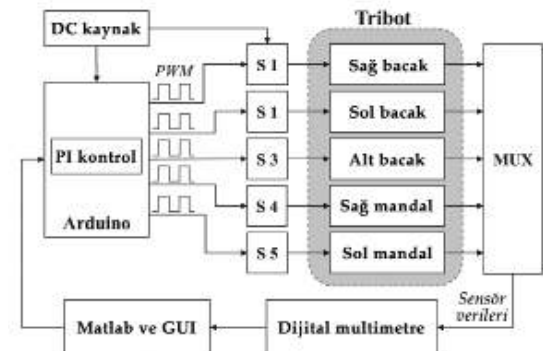 Tribot
DC kaynak
PWM
S 1
Sağ bacak
S 1
Sol bacak
PI kontrol
S 3
Alt bacak
MUX
Arduino
S 4
Sağ mandal
S 5
Sol mandal
Sensör
verileri
Matlab ve GUI
Dijital multimetre